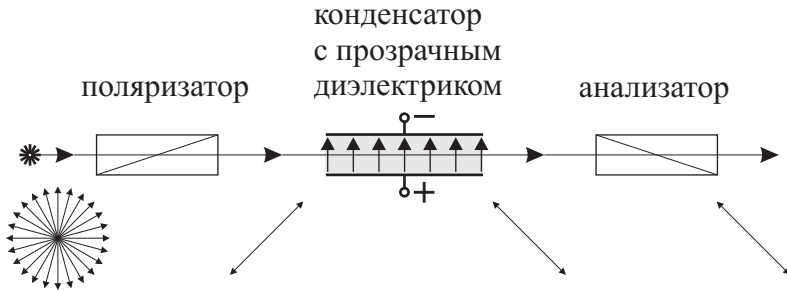 конденсатор
с прозрачным
диэлектриком
поляризатор
анализатор
−
+